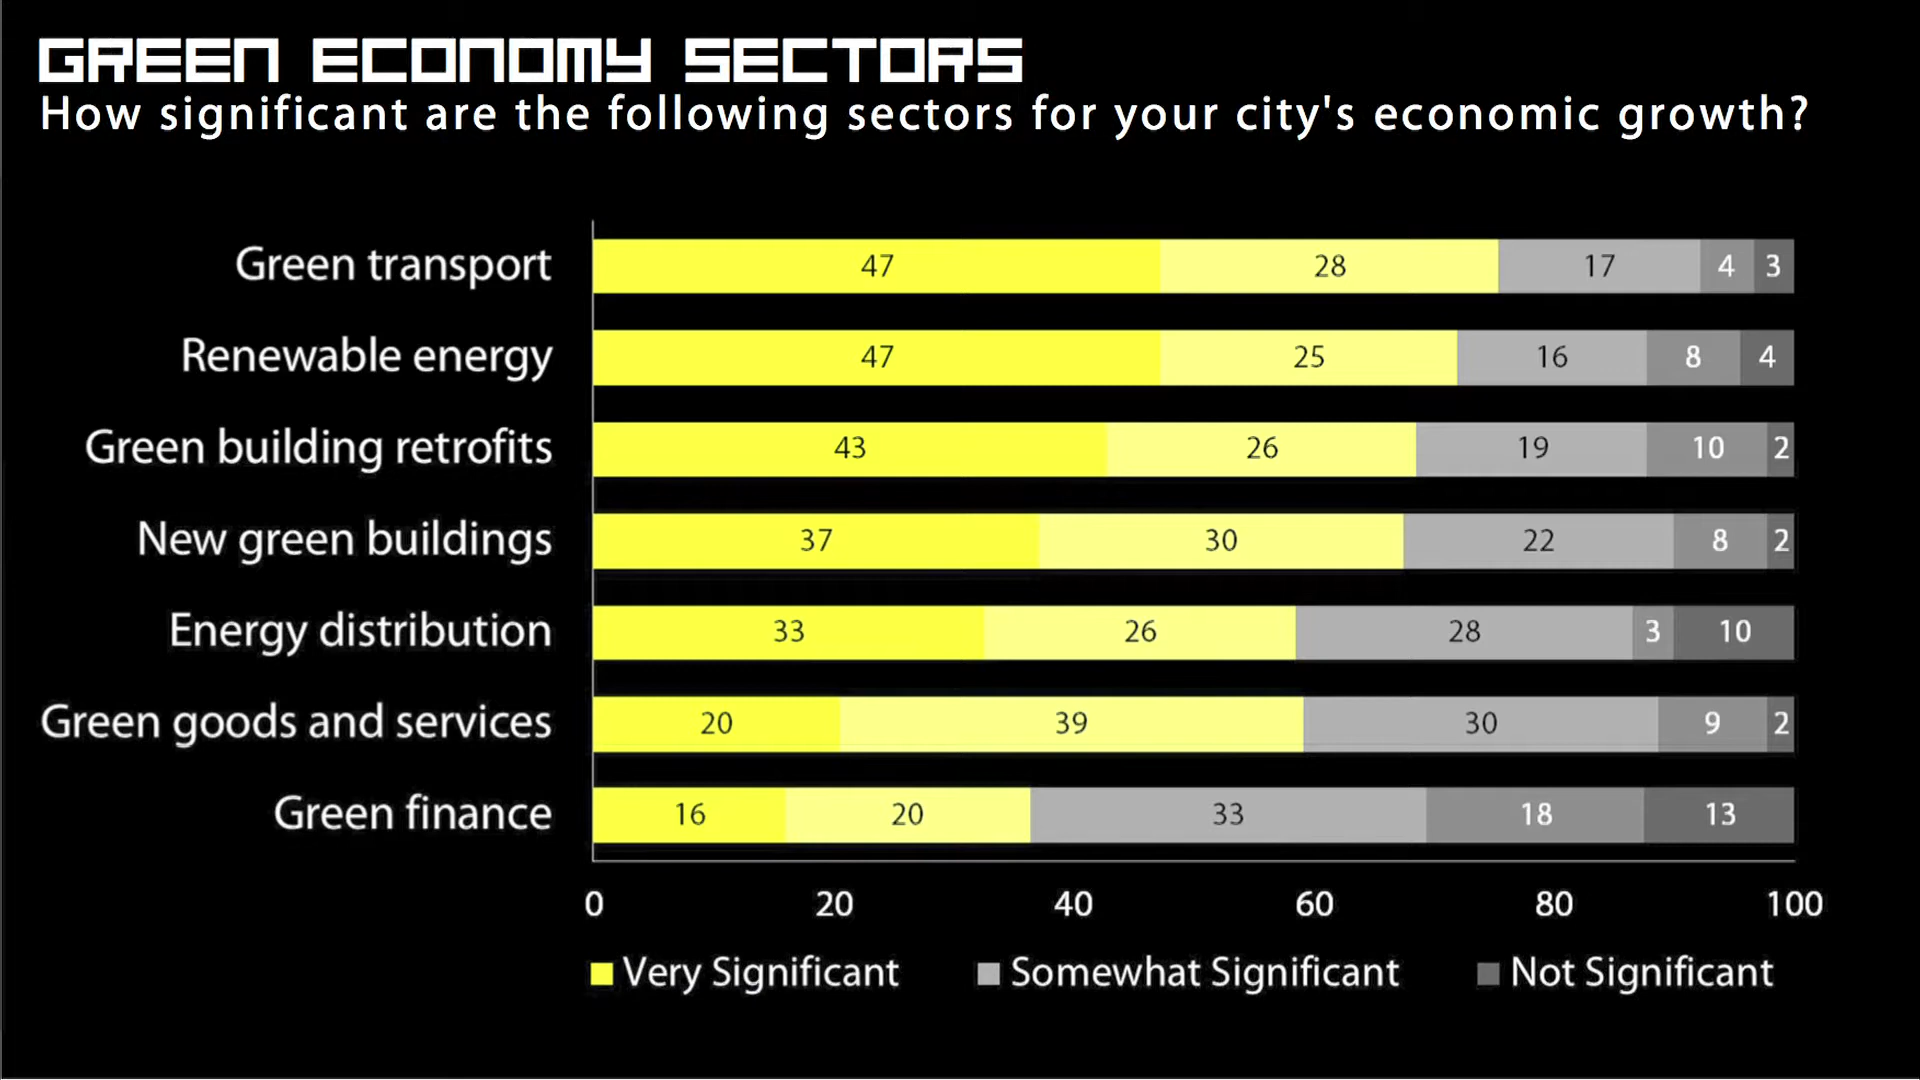 GREEN ECONOMY SECTORS
How significant are the following sectors for your city's economic growth?
Green transport 47 28 17 4 3
Renewable energy 47 25 16 8 4
Green building retrofits 43 26 19 10 2
New green buildings 37 30 22 8 2
Energy distribution 33 26 28 3 10
Green goods and services 20 39 30 9 2
Green finance 16 20 33 18 13
0 20 40 60 80 100
Very Significant Somewhat Significant Not Significant